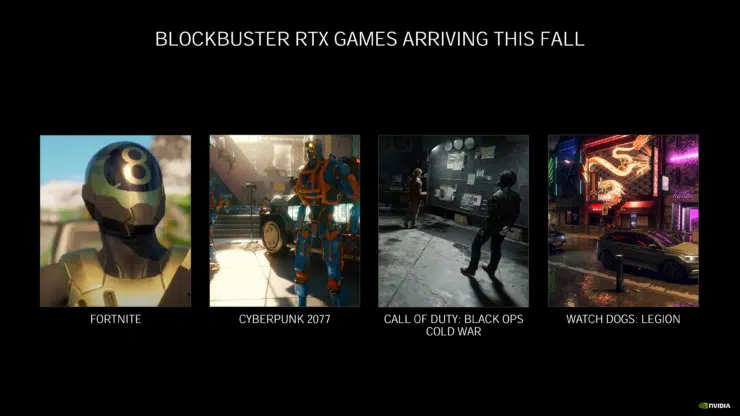 BLOCKBUSTER RTX GAMES ARRIVING THIS FALL
8
FORTNITE
CYBERPUNK 2077
CALL OF DUTY: BLACK OPS
COLD WAR
WATCH DOGS: LEGION
NVIDIA